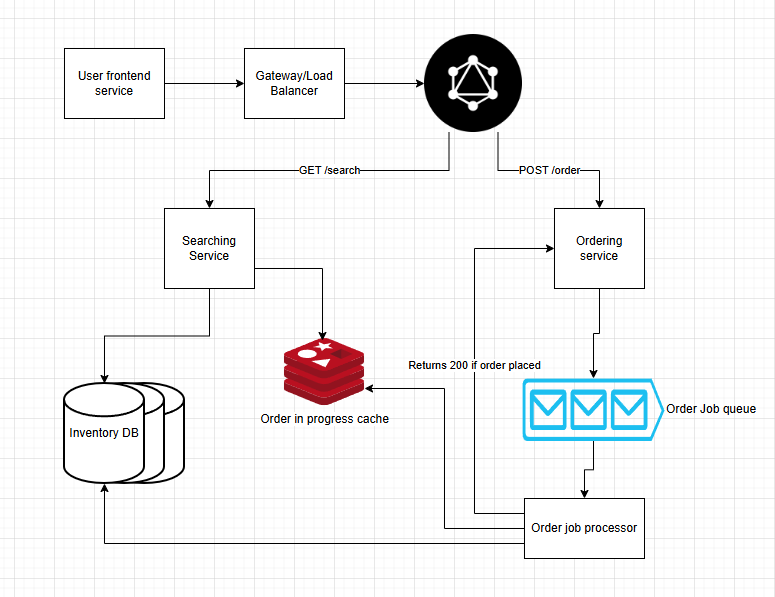 User frontend
service
Gateway/Load
Balancer
GET /search
POST /order
Searching
Service
Ordering
service
Returns 200 if order placed
Order in progress cache
Order Job queue
Inventory DB
Order job processor